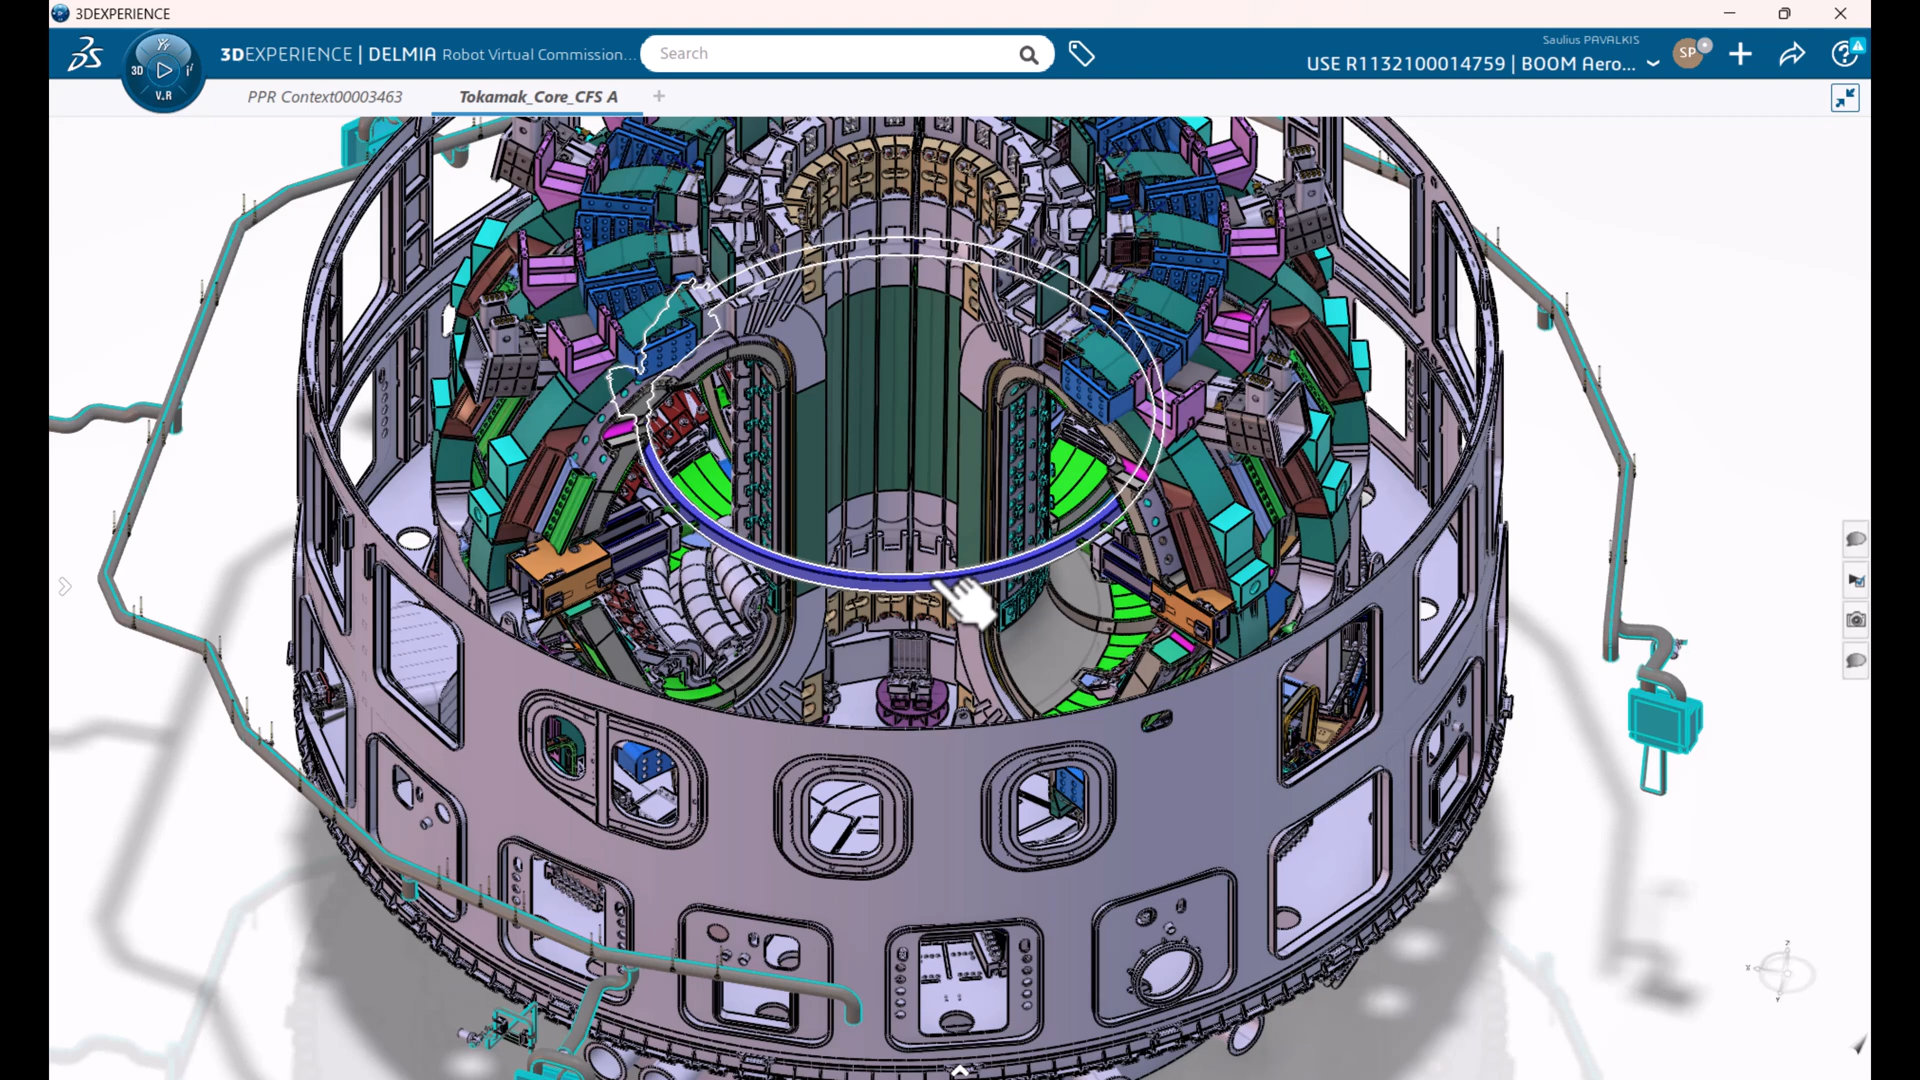 3DEXPERIENCE
3DEXPERIENCE | DELMIA Robot Virtual Commission...
Search
Saulius PAVALKIS
USE R1132100014759 | BOOM Aero...
SP
3D
V.R
PPR Context00003463
Tokamak_Core_CFS A